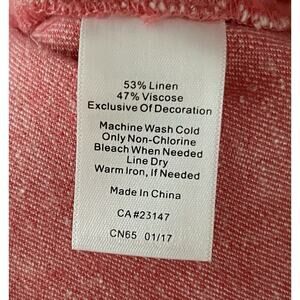 53% Linen
47% Viscose
Exclusive Of Decoration
Machine Wash Cold
Only Non-Chlorine
Bleach When Needed
Line Dry
Warm Iron, If Needed
Made In China
CA#23147
CN65 01/17